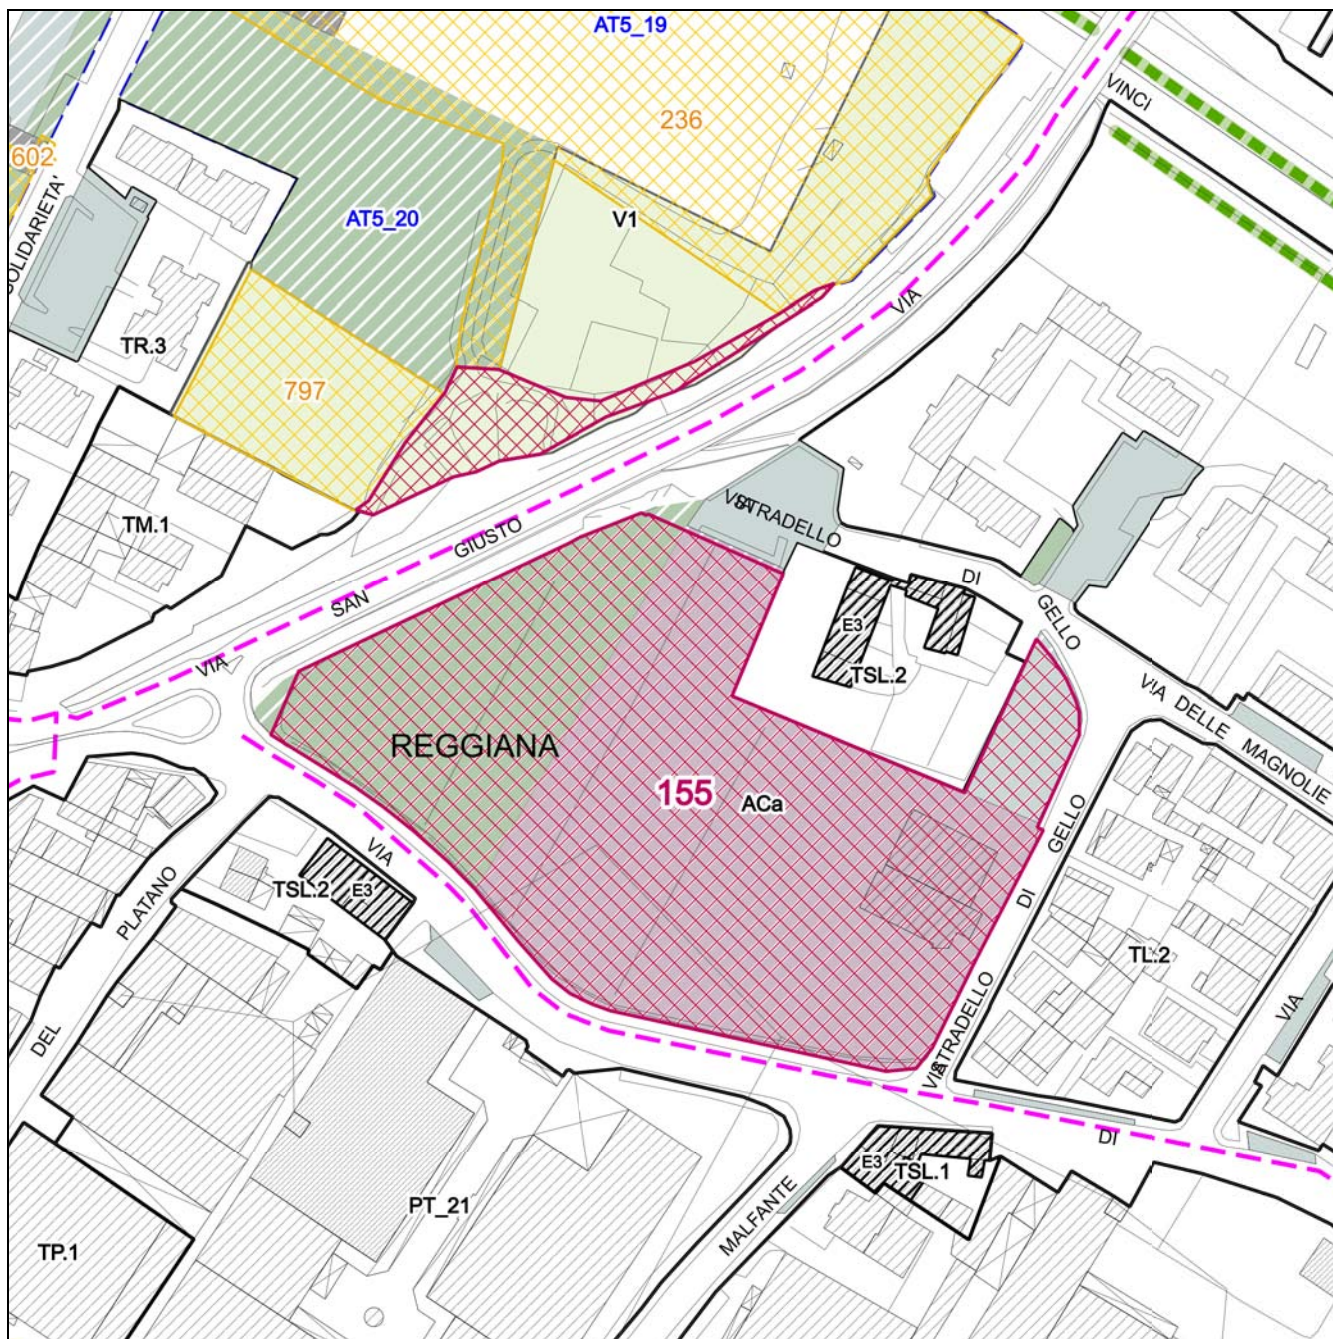 AT5_19
VINCi
236
602
SOLIDARIETA'
AT5_20
V1
VIA
TR.3
797
TM.1
GIUSTO
VIA
STRADELLO
DI
GELLO
SAN
VIA
E3
TSL.2
VIA DELLE MAGNOLIE
REGGIANA
155
ACa
GELLO
VIA
TSL.2
E3
PLATANO
DI
TL.2
DEL
STRADELLO
VIA
VIA
DI
E3
TSL.1
MALFANTE
PT_21
TP.1